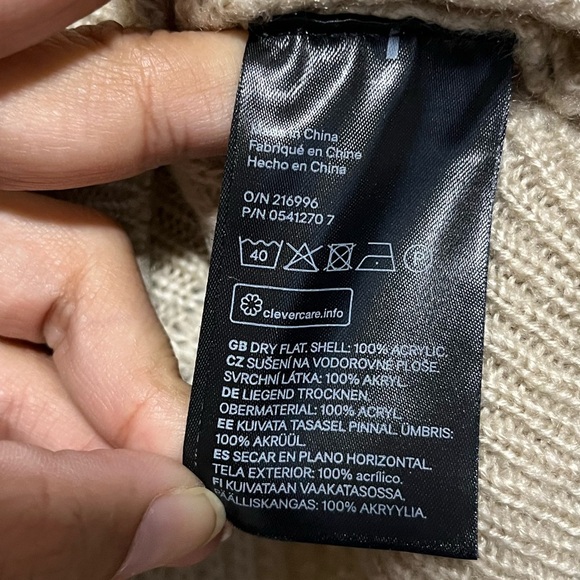 Made in China
Fabriqué en Chine
Hecho en China
O/N 216996
P/N 0541270 7
40
P
clevercare.info
GB DRY FLAT. SHELL: 100% ACRYLIC.
CZ SUŠENÍ NA VODOROVNÉ PLOŠE.
SVRCHNÍ LÁTKA: 100% AKRYL.
DE LIEGEND TROCKNEN.
OBERMATERIAL: 100% ACRYL.
EE KUIVATA TASASEL PINNAL. ÜMBRIS:
100% AKRÜÜL.
ES SECAR EN PLANO HORIZONTAL.
TELA EXTERIOR: 100% acrílico.
FI KUIVATAAN VAAKATASOSSA.
PÄÄLLISKANGAS: 100% AKRYYLIA.